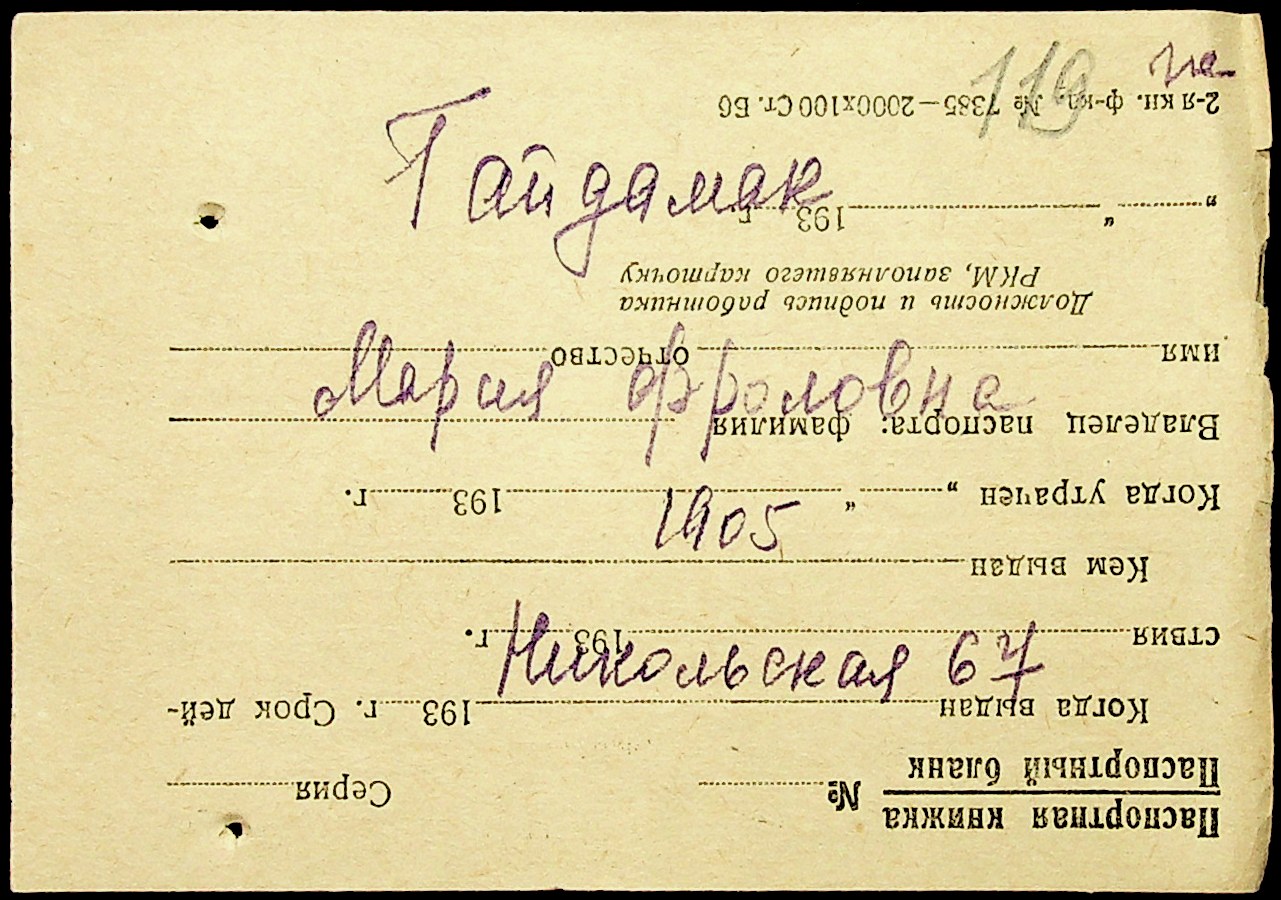 119 на
Гайдамак
Мария Фроловна
1905
Никольская 67
Паспортная книжка
Паспортный бланк
№ Серия
Когда выдан 193 г. Срок дей-
ствия 193 г.
Кем выдан
Когда утрачен „ “ 193 г.
Владелец паспорта: фамилия
имя отчество
Должность и подпись работника
РКМ, заполнявшего карточку
„ “ 193 г.
2-я кн. ф-ка. № 7385—2000х100 Ст. Б6